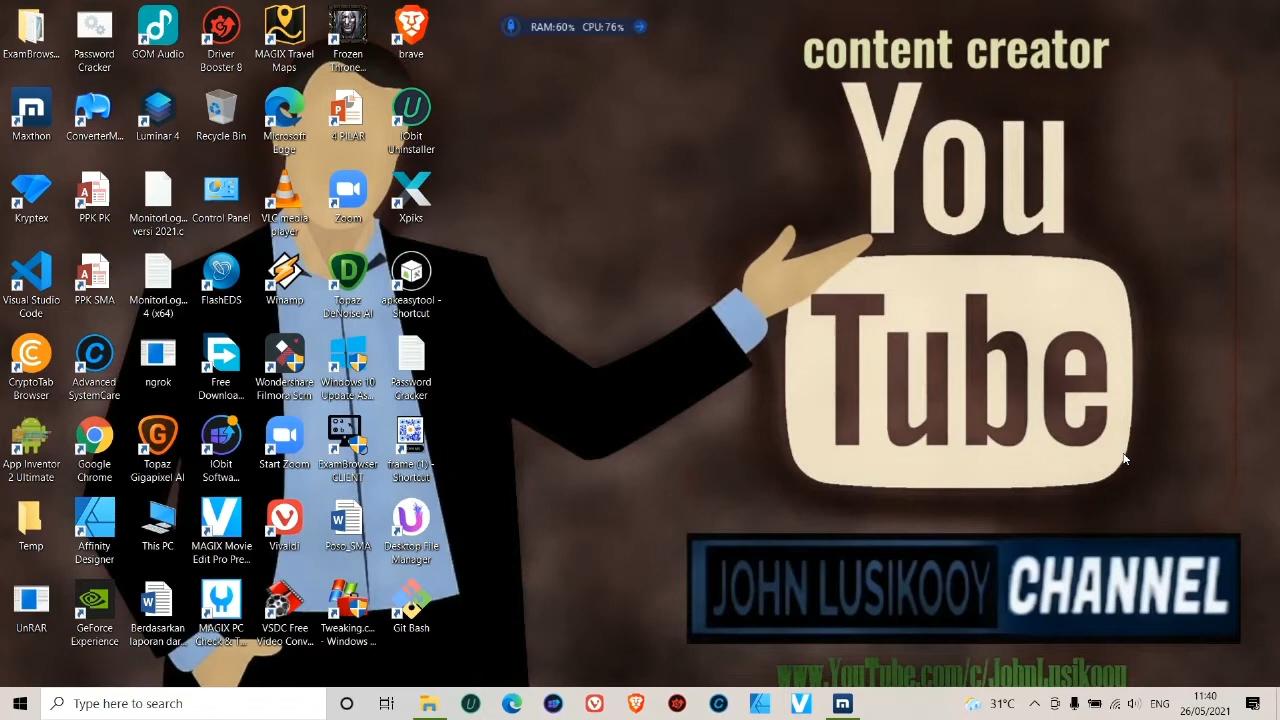 RAM:60% CPU:76%
content creator
You
Tube
JOHN LUSIKOOY CHANNEL
www.YouTube.com/c/JohnLusikooy
ExamBrows...
Password
Cracker
GOM Audio
Driver
Booster 8
MAGIX Travel
Maps
Frozen
Throne...
brave
Maxthon
ConverterM...
Luminar 4
Recycle Bin
Microsoft
Edge
4 PILAR
IObit
Uninstaller
Kryptex
PPK PK
MonitorLog...
versi 2021.c
Control Panel
VLC media
player
Zoom
Xpiks
Visual Studio
Code
PPK SMA
MonitorLog...
4 (x64)
FlashEDS
Winamp
Topaz
DeNoise AI
apkeasytool -
Shortcut
CryptoTab
Browser
Advanced
SystemCare
ngrok
Free
Downloa...
Wondershare
Filmora Scrn
Windows 10
Update As...
Password
Cracker
App Inventor
2 Ultimate
Google
Chrome
Topaz
Gigapixel AI
IObit
Softwa...
Start Zoom
ExamBrowser
CLIENT
frame (1) -
Shortcut
Temp
Affinity
Designer
This PC
MAGIX Movie
Edit Pro Pre...
Vivaldi
Poso_SMA
Desktop File
Manager
UnRAR
GeForce
Experience
Berdasarkan
laporan dar...
MAGIX PC
Check & T...
VSDC Free
Video Conv...
Tweaking.c...
- Windows ...
Git Bash
Type here to search
31°C
ENG
11:40
26/05/2021